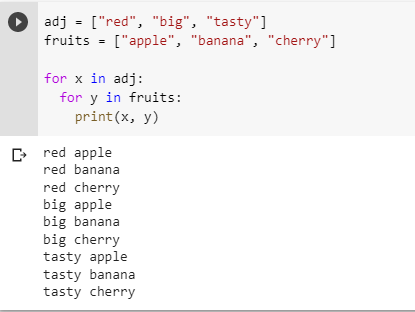 adj = ["red", "big", "tasty"]
fruits = ["apple", "banana", "cherry"]

for x in adj:
  for y in fruits:
    print(x, y)

red apple
red banana
red cherry
big apple
big banana
big cherry
tasty apple
tasty banana
tasty cherry